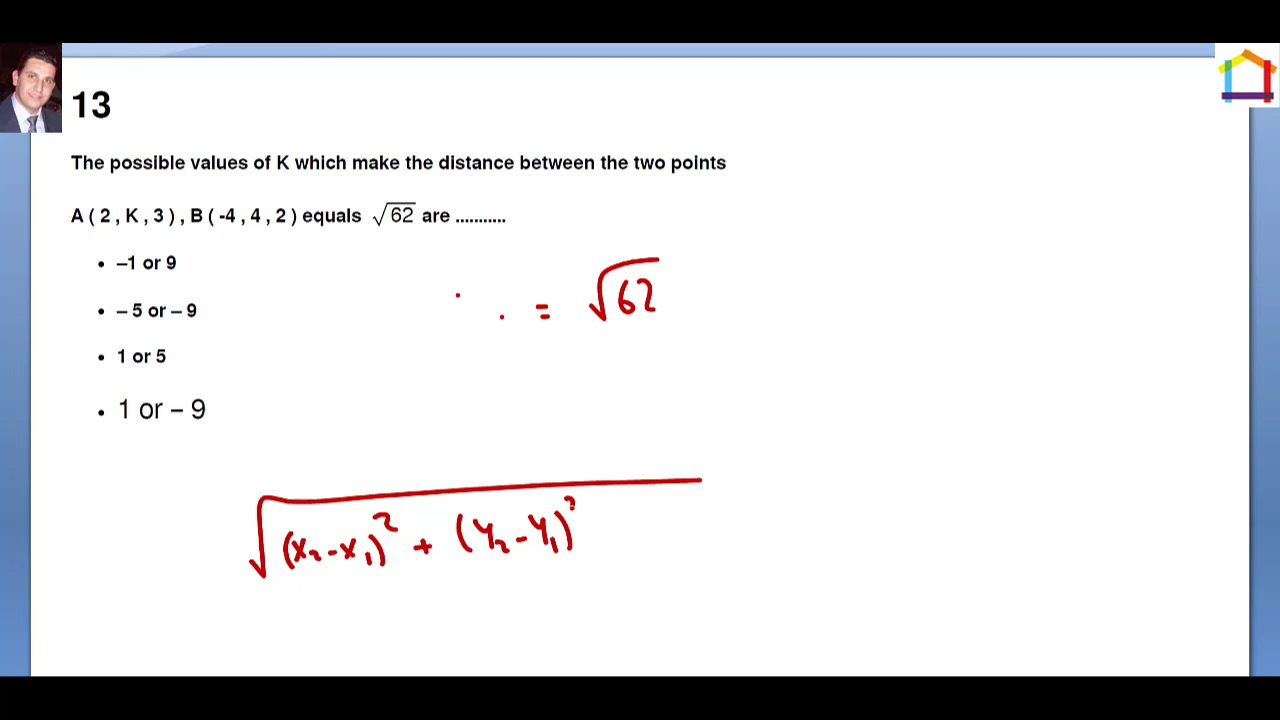 13
The possible values of K which make the distance between the two points
A ( 2 , K , 3 ) , B ( -4 , 4 , 2 ) equals √62 are ...........
• –1 or 9
• – 5 or – 9
• 1 or 5
• 1 or – 9
. . = √62
√(x₂-x₁)² + (y₂-y₁)²